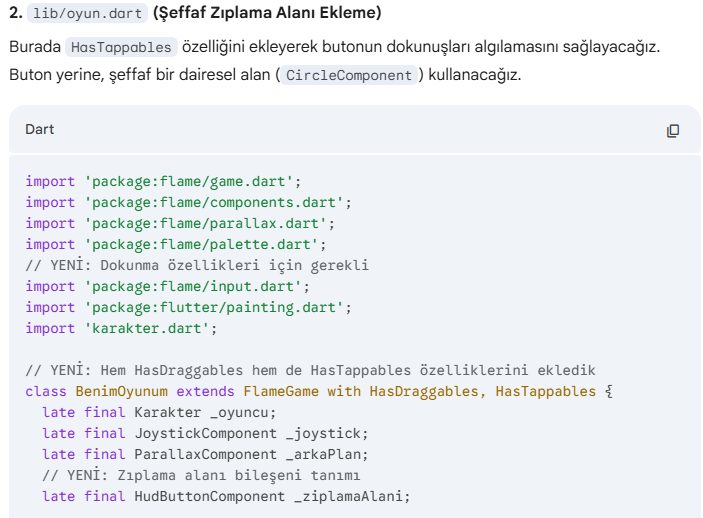 2. lib/oyun.dart (Şeffaf Zıplama Alanı Ekleme)
Burada HasTappables özelliğini ekleyerek butonun dokunuşları algılamasını sağlayacağız.
Buton yerine, şeffaf bir dairesel alan ( CircleComponent ) kullanacağız.
Dart
import 'package:flame/game.dart';
import 'package:flame/components.dart';
import 'package:flame/parallax.dart';
import 'package:flame/palette.dart';
// YENİ: Dokunma özellikleri için gerekli
import 'package:flame/input.dart';
import 'package:flutter/painting.dart';
import 'karakter.dart';
// YENİ: Hem HasDraggables hem de HasTappables özelliklerini ekledik
class BenimOyunum extends FlameGame with HasDraggables, HasTappables {
  late final Karakter _oyuncu;
  late final JoystickComponent _joystick;
  late final ParallaxComponent _arkaPlan;
  // YENİ: Zıplama alanı bileşeni tanımı
  late final HudButtonComponent _ziplamaAlani;